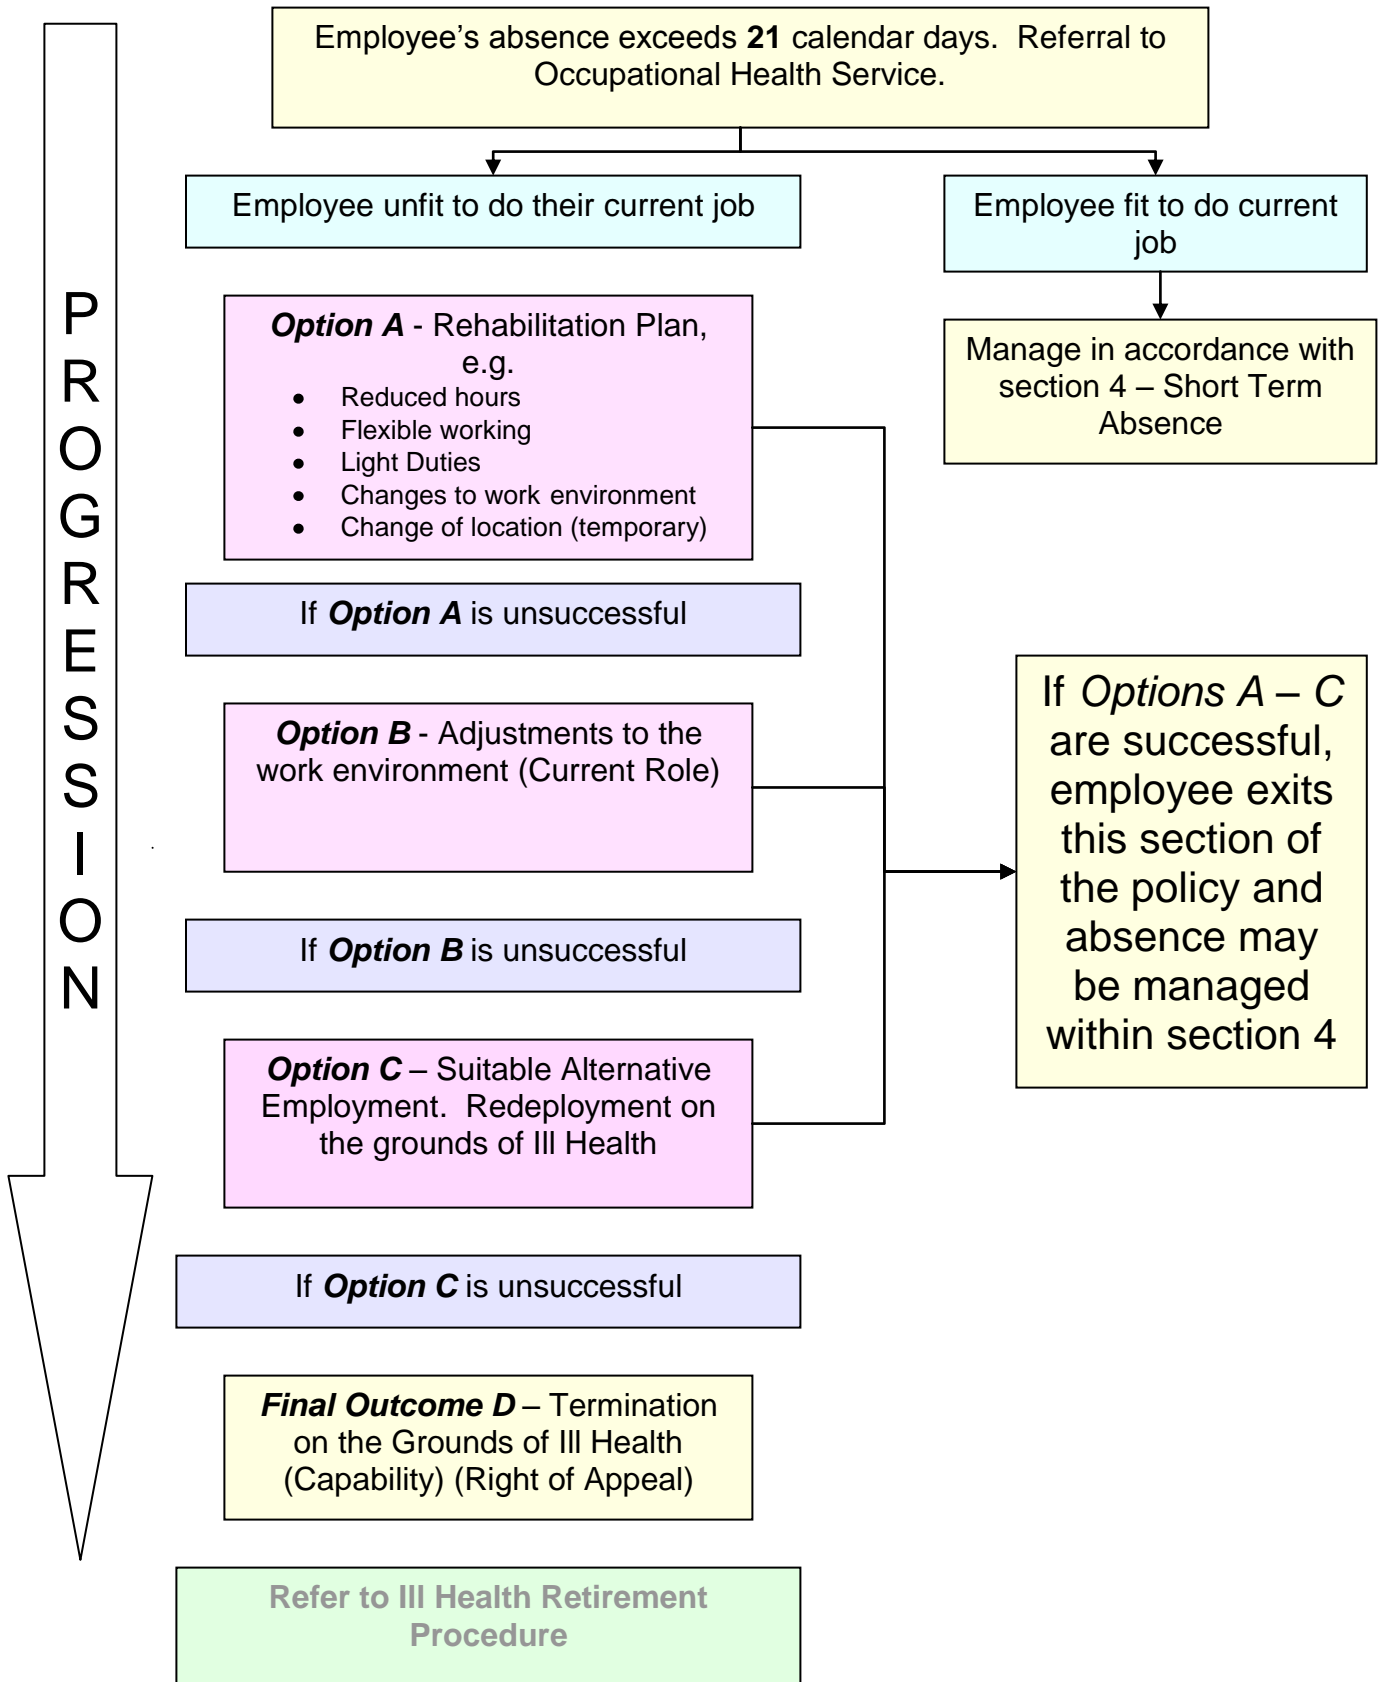 PROGRESSION
Employee’s absence exceeds 21 calendar days.  Referral to
Occupational Health Service.
Employee unfit to do their current job
Employee fit to do current
job
Option A - Rehabilitation Plan,
e.g.
• Reduced hours
• Flexible working
• Light Duties
• Changes to work environment
• Change of location (temporary)
Manage in accordance with
section 4 – Short Term
Absence
If Option A is unsuccessful
Option B - Adjustments to the
work environment (Current Role)
If Option B is unsuccessful
Option C – Suitable Alternative
Employment.  Redeployment on
the grounds of Ill Health
If Options A – C
are successful,
employee exits
this section of
the policy and
absence may
be managed
within section 4
If Option C is unsuccessful
Final Outcome D – Termination
on the Grounds of Ill Health
(Capability) (Right of Appeal)
Refer to Ill Health Retirement
Procedure